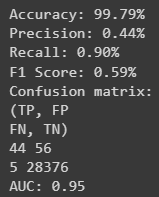 Accuracy: 99.79%
Precision: 0.44%
Recall: 0.90%
F1 Score: 0.59%
Confusion matrix:
(TP, FP
FN, TN)
44 56
5 28376
AUC: 0.95